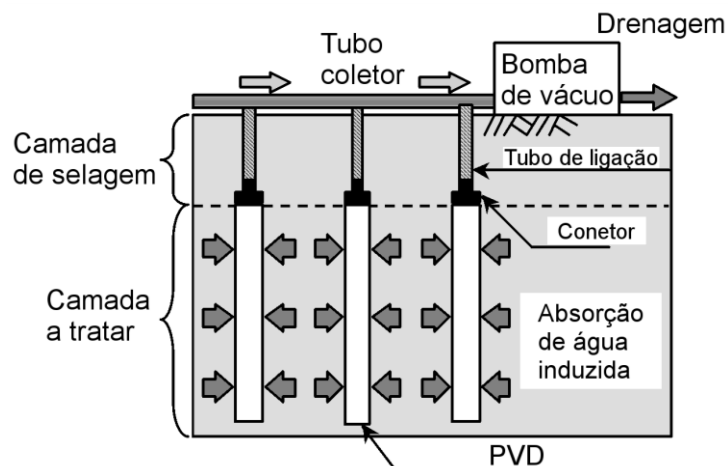 Drenagem
Tubo
coletor
Bomba
de vácuo
Camada
de selagem
Tubo de ligação
Conetor
Camada
a tratar
Absorção
de água
induzida
PVD